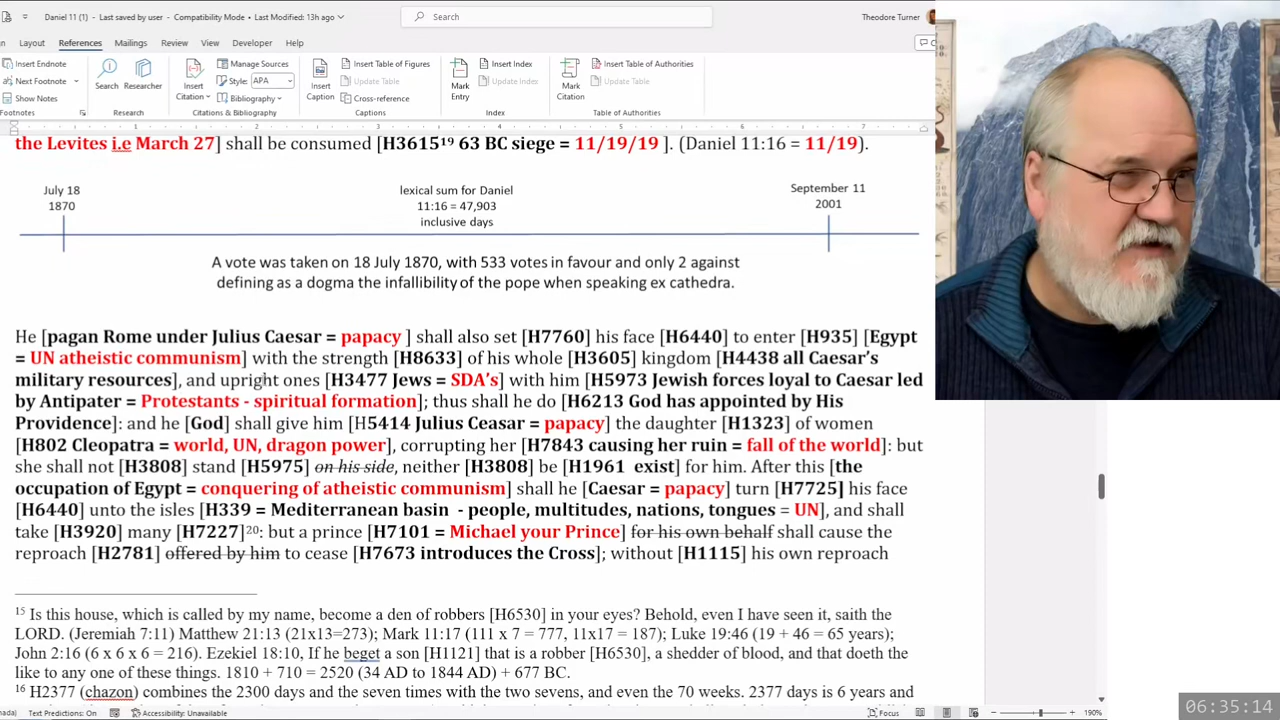 Daniel 11 (1) - Last saved by user - Compatibility Mode • Last Modified: 13h ago
Search
Theodore Turner
Layout References Mailings Review View Developer Help
Insert Endnote
Next Footnote
Show Notes
Footnotes
Search
Researcher
Research
Insert Citation
Manage Sources
Style: APA
Bibliography
Citations & Bibliography
Insert Caption
Insert Table of Figures
Update Table
Cross-reference
Captions
Mark Entry
Insert Index
Update Index
Index
Mark Citation
Insert Table of Authorities
Update Table
Table of Authorities
1 2 3 4 5 6 7
the Levites i.e March 27] shall be consumed [H3615¹⁹ 63 BC siege = 11/19/19 ]. (Daniel 11:16 = 11/19).
July 18
1870
lexical sum for Daniel
11:16 = 47,903
inclusive days
September 11
2001
A vote was taken on 18 July 1870, with 533 votes in favour and only 2 against
defining as a dogma the infallibility of the pope when speaking ex cathedra.
He [pagan Rome under Julius Caesar = papacy ] shall also set [H7760] his face [H6440] to enter [H935] [Egypt
= UN atheistic communism] with the strength [H8633] of his whole [H3605] kingdom [H4438 all Caesar's
military resources], and upright ones [H3477 Jews = SDA's] with him [H5973 Jewish forces loyal to Caesar led
by Antipater = Protestants - spiritual formation]; thus shall he do [H6213 God has appointed by His
Providence]: and he [God] shall give him [H5414 Julius Ceasar = papacy] the daughter [H1323] of women
[H802 Cleopatra = world, UN, dragon power], corrupting her [H7843 causing her ruin = fall of the world]: but
she shall not [H3808] stand [H5975] on his side, neither [H3808] be [H1961 exist] for him. After this [the
occupation of Egypt = conquering of atheistic communism] shall he [Caesar = papacy] turn [H7725] his face
[H6440] unto the isles [H339 = Mediterranean basin - people, multitudes, nations, tongues = UN], and shall
take [H3920] many [H7227]²⁰: but a prince [H7101 = Michael your Prince] for his own behalf shall cause the
reproach [H2781] offered by him to cease [H7673 introduces the Cross]; without [H1115] his own reproach
15 Is this house, which is called by my name, become a den of robbers [H6530] in your eyes? Behold, even I have seen it, saith the
LORD. (Jeremiah 7:11) Matthew 21:13 (21x13=273); Mark 11:17 (111 x 7 = 777, 11x17 = 187); Luke 19:46 (19 + 46 = 65 years);
John 2:16 (6 x 6 x 6 = 216). Ezekiel 18:10, If he beget a son [H1121] that is a robber [H6530], a shedder of blood, and that doeth the
like to any one of these things. 1810 + 710 = 2520 (34 AD to 1844 AD) + 677 BC.
16 H2377 (chazon) combines the 2300 days and the seven times with the two sevens, and even the 70 weeks. 2377 days is 6 years and
Text Predictions: On
Accessibility: Unavailable
Focus
190%
06:35:14